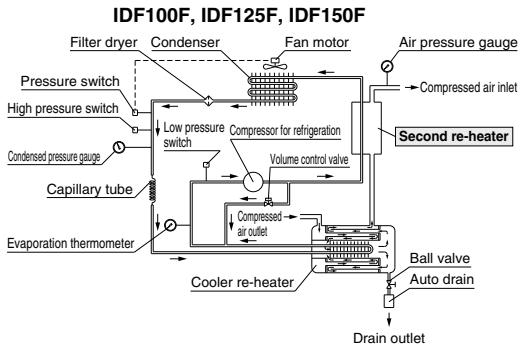 IDF100F, IDF125F, IDF150F
Filter dryer
Condenser
Fan motor
Air pressure gauge
Pressure switch
Compressed air inlet
High pressure switch
Low pressure
switch
Compressor for refrigeration
Second re-heater
Condensed pressure gauge
Volume control valve
Capillary tube
Compressed
air outlet
Evaporation thermometer
Ball valve
Cooler re-heater
Auto drain
Drain outlet